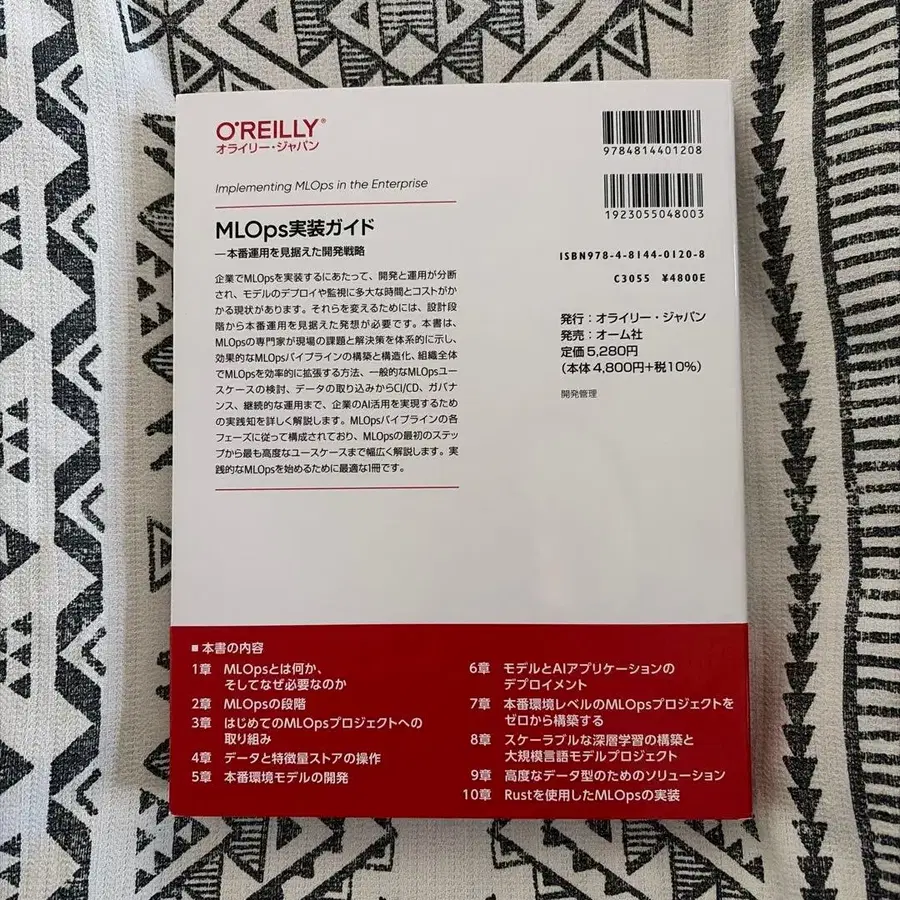 O'REILLY®
オライリー・ジャパン
Implementing MLOps in the Enterprise
MLOps実装ガイド
―本番運用を見据えた開発戦略
企業でMLOpsを実装するにあたって、開発と運用が分断
され、モデルのデプロイや監視に多大な時間とコストがか
かる現状があります。それらを変えるためには、設計段
階から本番運用を見据えた発想が必要です。本書は、
MLOpsの専門家が現場の課題と解決策を体系的に示し、
効果的なMLOpsパイプラインの構築と構造化、組織全体
でMLOpsを効率的に拡張する方法、一般的なMLOpsユー
スケースの検討、データの取り込みからCI/CD、ガバナ
ンス、継続的な運用まで、企業のAI活用を実現するため
の実践知を詳しく解説します。MLOpsパイプラインの各
フェーズに従って構成されており、MLOpsの最初のステッ
プから最も高度なユースケースまで幅広く解説します。実
践的なMLOpsを始めるために最適な1冊です。
9784814401208
1923055048003
ISBN978-4-8144-0120-8
C3055 ¥4800E
発行：オライリー・ジャパン
発売：オーム社
定価5,280円
（本体4,800円+税10%）
開発管理
■ 本書の内容
1章 MLOpsとは何か、
そしてなぜ必要なのか
2章 MLOpsの段階
3章 はじめてのMLOpsプロジェクトへの
取り組み
4章 データと特徴量ストアの操作
5章 本番環境モデルの開発
6章 モデルとAIアプリケーションの
デプロイメント
7章 本番環境レベルのMLOpsプロジェクトを
ゼロから構築する
8章 スケーラブルな深層学習の構築と
大規模言語モデルプロジェクト
9章 高度なデータ型のためのソリューション
10章 Rustを使用したMLOpsの実装